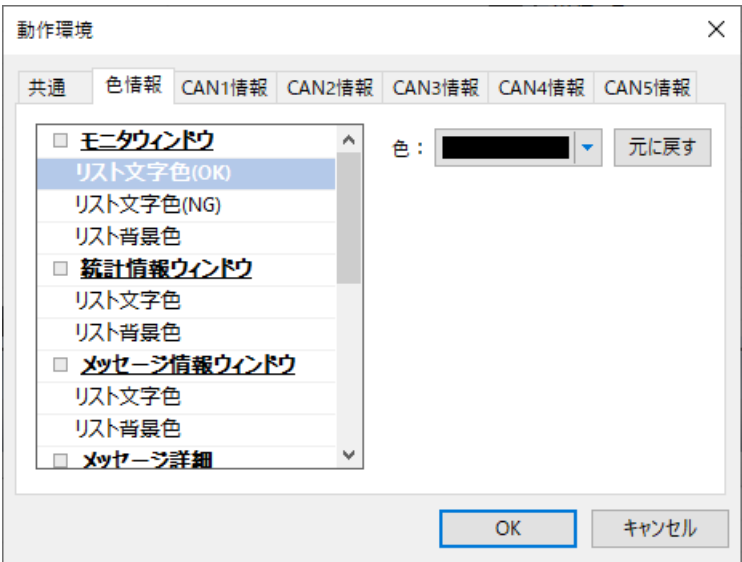 動作環境
共通 色情報 CAN1情報 CAN2情報 CAN3情報 CAN4情報 CAN5情報
モニタウィンドウ
リスト文字色(OK)
リスト文字色(NG)
リスト背景色
統計情報ウィンドウ
リスト文字色
リスト背景色
メッセージ情報ウィンドウ
リスト文字色
リスト背景色
メッセージ詳細
色： 元に戻す
OK キャンセル